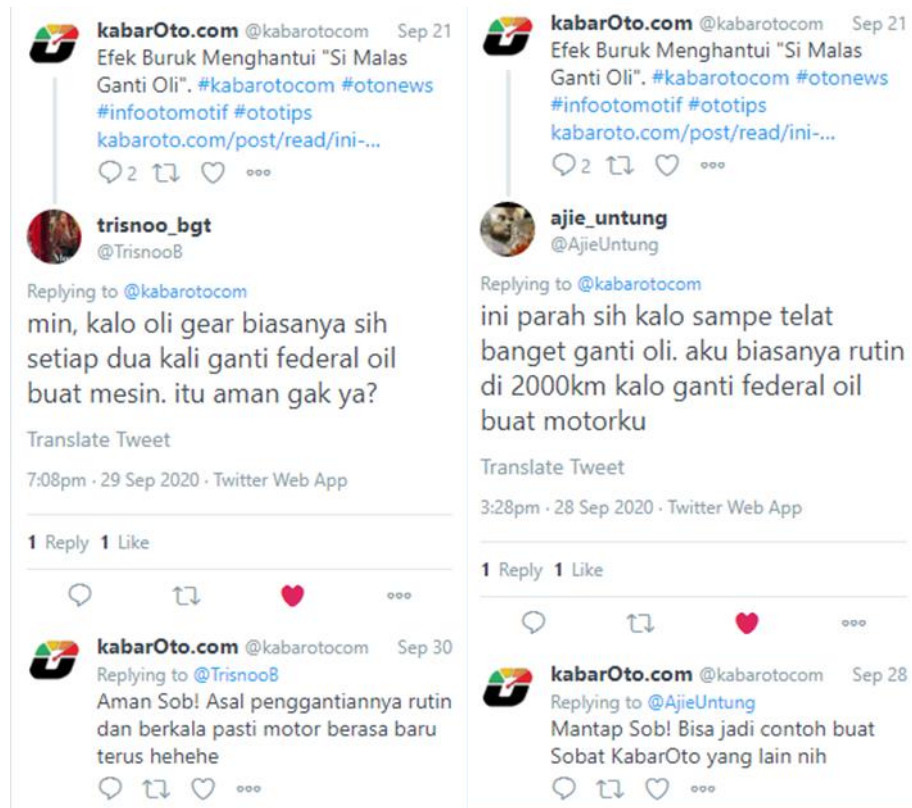 kabarOto.com @kabarotocom Sep 21
Efek Buruk Menghantui "Si Malas
Ganti Oli". #kabarotocom #otonews
#infootomotif #ototips
kabaroto.com/post/read/ini-...
2
trisnoo_bgt
@TrisnooB
Replying to @kabarotocom
min, kalo oli gear biasanya sih
setiap dua kali ganti federal oil
buat mesin. itu aman gak ya?
Translate Tweet
7:08pm · 29 Sep 2020 · Twitter Web App
1 Reply 1 Like
kabarOto.com @kabarotocom Sep 30
Replying to @TrisnooB
Aman Sob! Asal penggantiannya rutin
dan berkala pasti motor berasa baru
terus hehehe
kabarOto.com @kabarotocom Sep 21
Efek Buruk Menghantui "Si Malas
Ganti Oli". #kabarotocom #otonews
#infootomotif #ototips
kabaroto.com/post/read/ini-...
2
ajie_untung
@AjieUntung
Replying to @kabarotocom
ini parah sih kalo sampe telat
banget ganti oli. aku biasanya rutin
di 2000km kalo ganti federal oil
buat motorku
Translate Tweet
3:28pm · 28 Sep 2020 · Twitter Web App
1 Reply 1 Like
kabarOto.com @kabarotocom Sep 28
Replying to @AjieUntung
Mantap Sob! Bisa jadi contoh buat
Sobat KabarOto yang lain nih